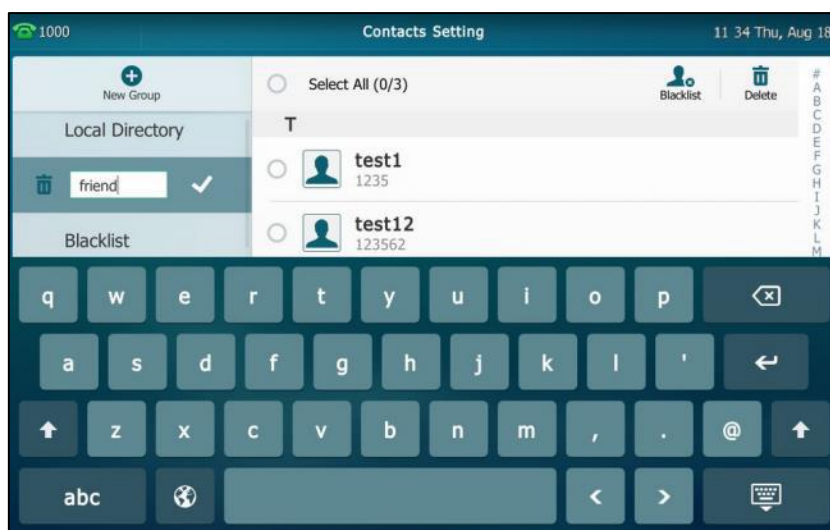 1000 Contacts Setting 11 34 Thu, Aug 18
New Group
Select All (0/3)
Blacklist
Delete
Local Directory
friend
Blacklist
T
test1
1235
test12
123562
#
A
B
C
D
E
F
G
H
I
J
K
L
M
q w e r t y u i o p
a s d f g h j k l '
z x c v b n m , . @
abc < >